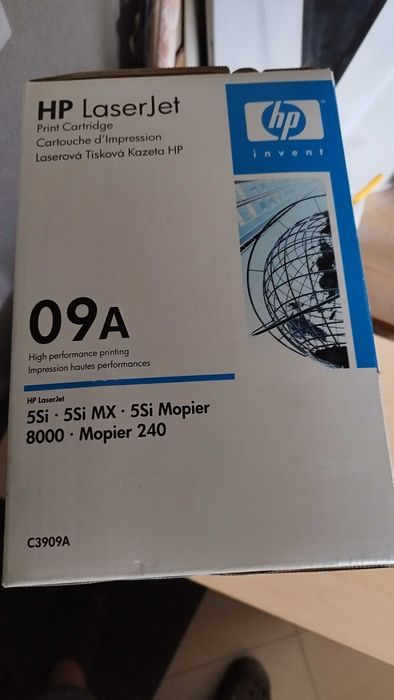 HP LaserJet
Print Cartridge
Cartouche d'Impression
Laserová Tisková Kazeta HP
hp
invent
09A
High performance printing
Impression hautes performances
HP LaserJet
5Si · 5Si MX · 5Si Mopier
8000 · Mopier 240
C3909A